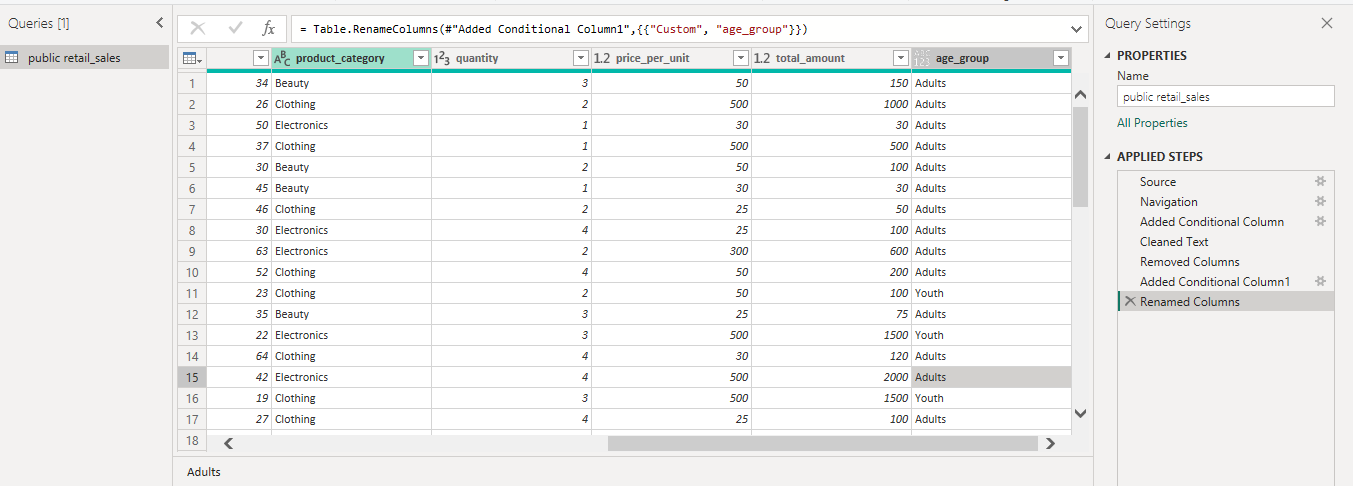 Queries [1]
= Table.RenameColumns(#"Added Conditional Column1",{{"Custom", "age_group"}})
Query Settings
public retail_sales
product_category 123 quantity 1.2 price_per_unit 1.2 total_amount ABC 123 age_group
1 34 Beauty 3 50 150 Adults
2 26 Clothing 2 500 1000 Adults
3 50 Electronics 1 30 30 Adults
4 37 Clothing 1 500 500 Adults
5 30 Beauty 2 50 100 Adults
6 45 Beauty 1 30 30 Adults
7 46 Clothing 2 25 50 Adults
8 30 Electronics 4 25 100 Adults
9 63 Electronics 2 300 600 Adults
10 52 Clothing 4 50 200 Adults
11 23 Clothing 2 50 100 Youth
12 35 Beauty 3 25 75 Adults
13 22 Electronics 3 500 1500 Youth
14 64 Clothing 4 30 120 Adults
15 42 Electronics 4 500 2000 Adults
16 19 Clothing 3 500 1500 Youth
17 27 Clothing 4 25 100 Adults
18
Adults
PROPERTIES
Name
public retail_sales
All Properties
APPLIED STEPS
Source
Navigation
Added Conditional Column
Cleaned Text
Removed Columns
Added Conditional Column1
Renamed Columns